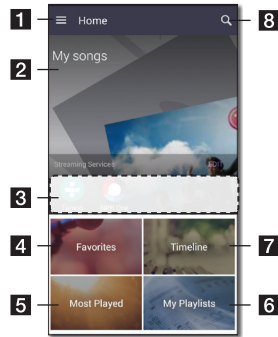 1 Home 8
2 My songs
Streaming Services EDIT
3
4 Favorites Timeline 7
5 Most Played My Playlists 6